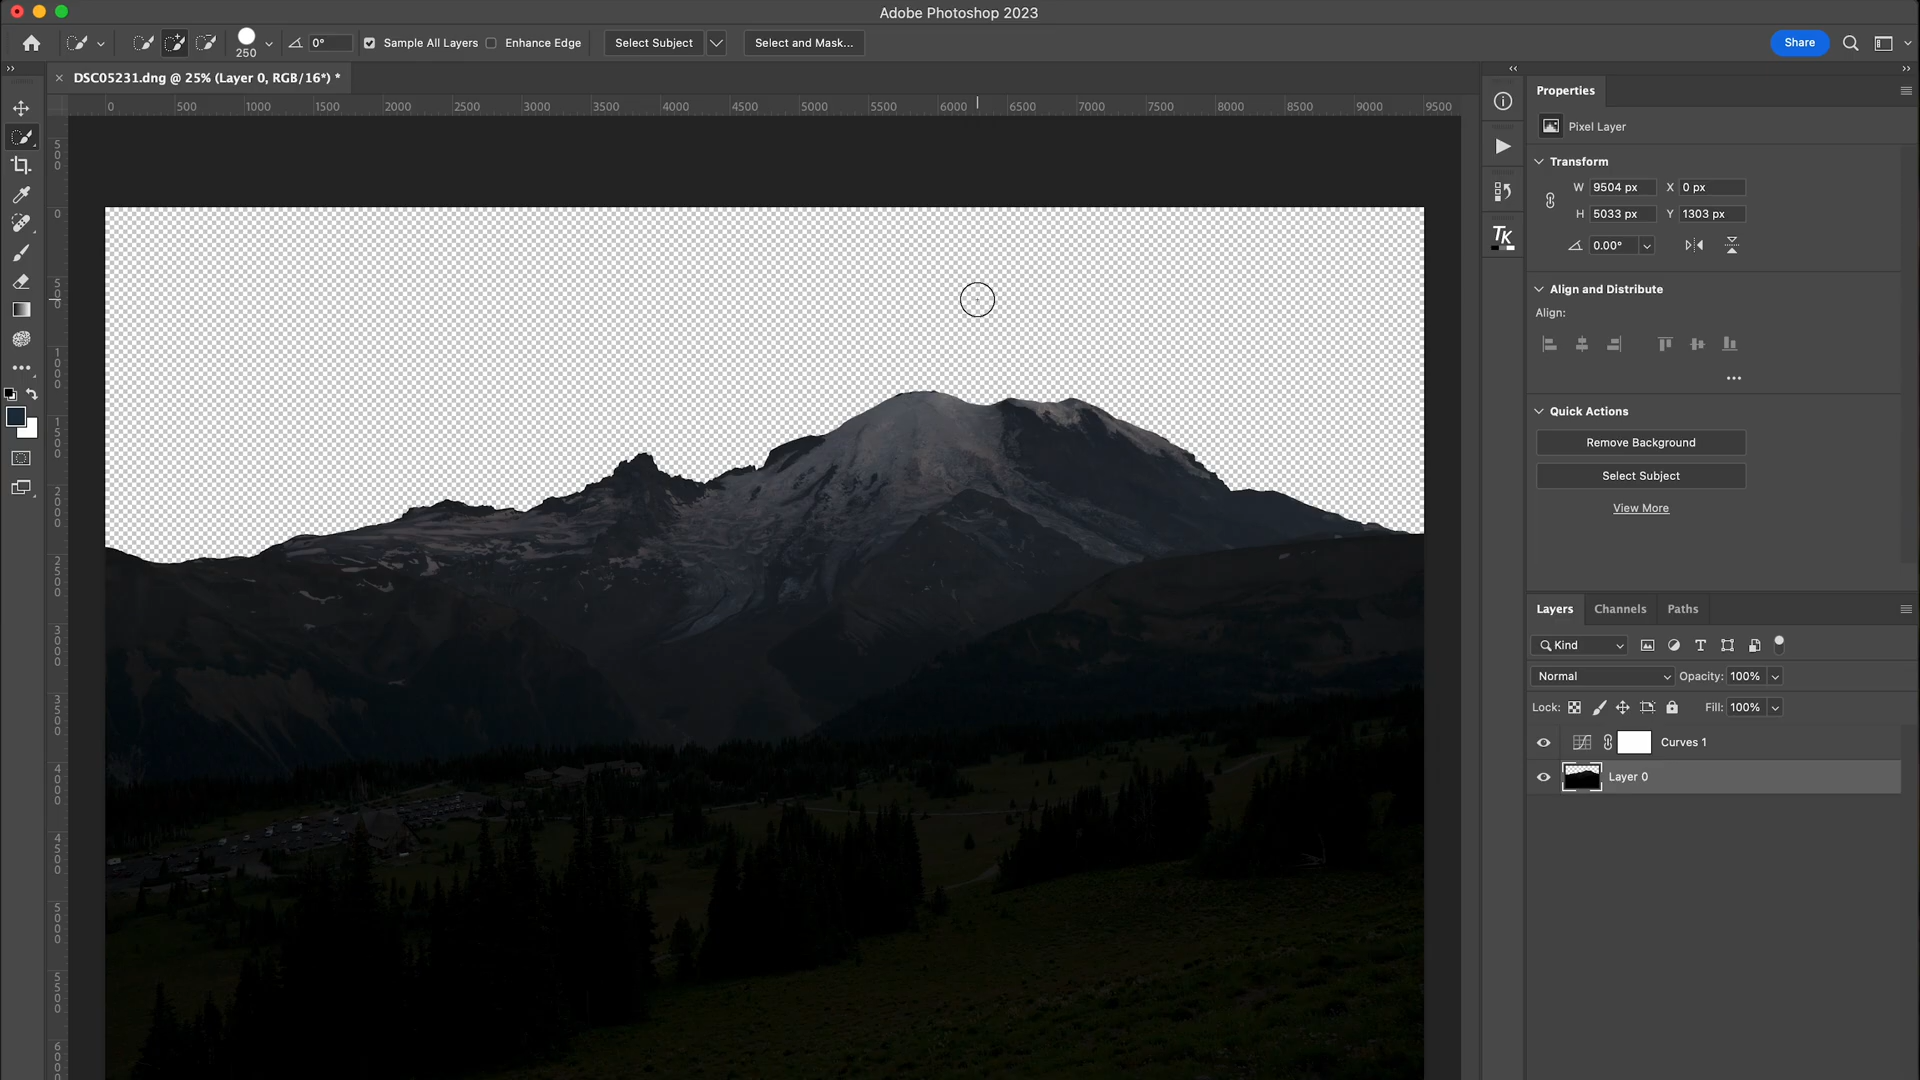 Adobe Photoshop 2023
250
0°
Sample All Layers
Enhance Edge
Select Subject
Select and Mask...
Share
DSC05231.dng @ 25% (Layer 0, RGB/16*) *
0 500 1000 1500 2000 2500 3000 3500 4000 4500 5000 5500 6000 6500 7000 7500 8000 8500 9000 9500
500
0
500
1000
1500
2000
2500
3000
3500
4000
4500
5000
5500
6000
TK
Properties
Pixel Layer
Transform
W 9504 px X 0 px
H 5033 px Y 1303 px
0.00°
Align and Distribute
Align:
Quick Actions
Remove Background
Select Subject
View More
Layers Channels Paths
Kind
Normal Opacity: 100%
Lock: Fill: 100%
Curves 1
Layer 0